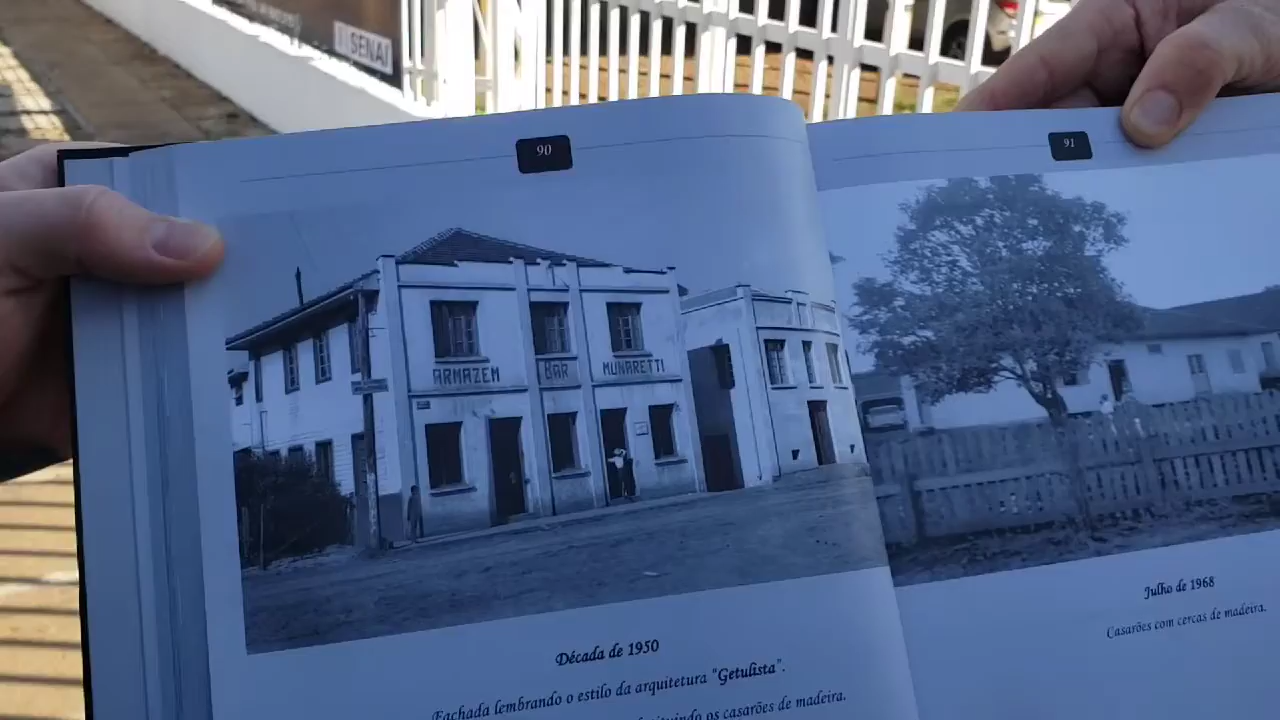 SENAI
90
91
ARMAZEM BAR MUNARETTI
Década de 1950
Fachada lembrando o estilo da arquitetura "Getulista".
os casarões de madeira.
Julho de 1968
Casarões com cercas de madeira.